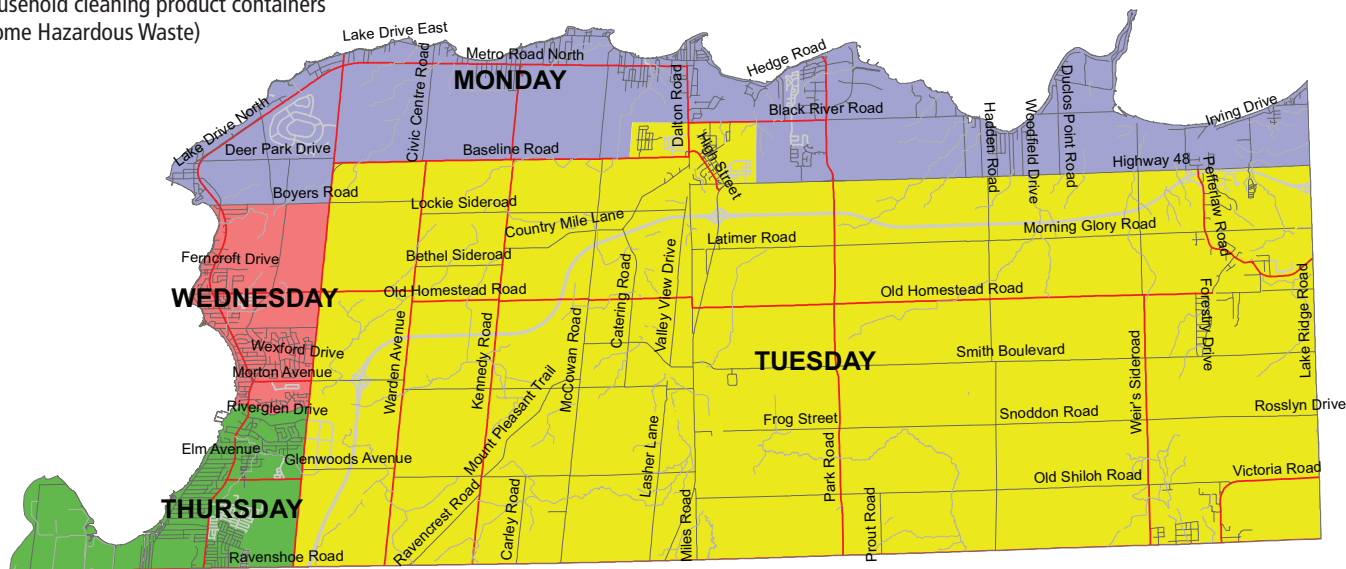 usehold cleaning product containers
ome Hazardous Waste)
Lake Drive East
Metro Road North
Hedge Road
MONDAY
Civic Centre Road
Dalton Road
Duclos Point Road
Lake Drive North
Black River Road
Hadden Road
Woodfield Drive
Irving Drive
Deer Park Drive
Baseline Road
High Street
Highway 48
Pefferlaw Road
Boyers Road
Lockie Sideroad
Country Mile Lane
Latimer Road
Morning Glory Road
Ferncroft Drive
Bethel Sideroad
Catering Road
Valley View Drive
WEDNESDAY
Old Homestead Road
Old Homestead Road
Forestry Drive
Lake Ridge Road
Wexford Drive
Warden Avenue
Kennedy Road
McCowan Road
TUESDAY
Smith Boulevard
Weir's Sideroad
Morton Avenue
Mount Pleasant Trail
Riverglen Drive
Frog Street
Snoddon Road
Rosslyn Drive
Elm Avenue
Glenwoods Avenue
Lasher Lane
Park Road
Old Shiloh Road
Victoria Road
THURSDAY
Ravencrest Road
Carley Road
Miles Road
Prout Road
Ravenshoe Road